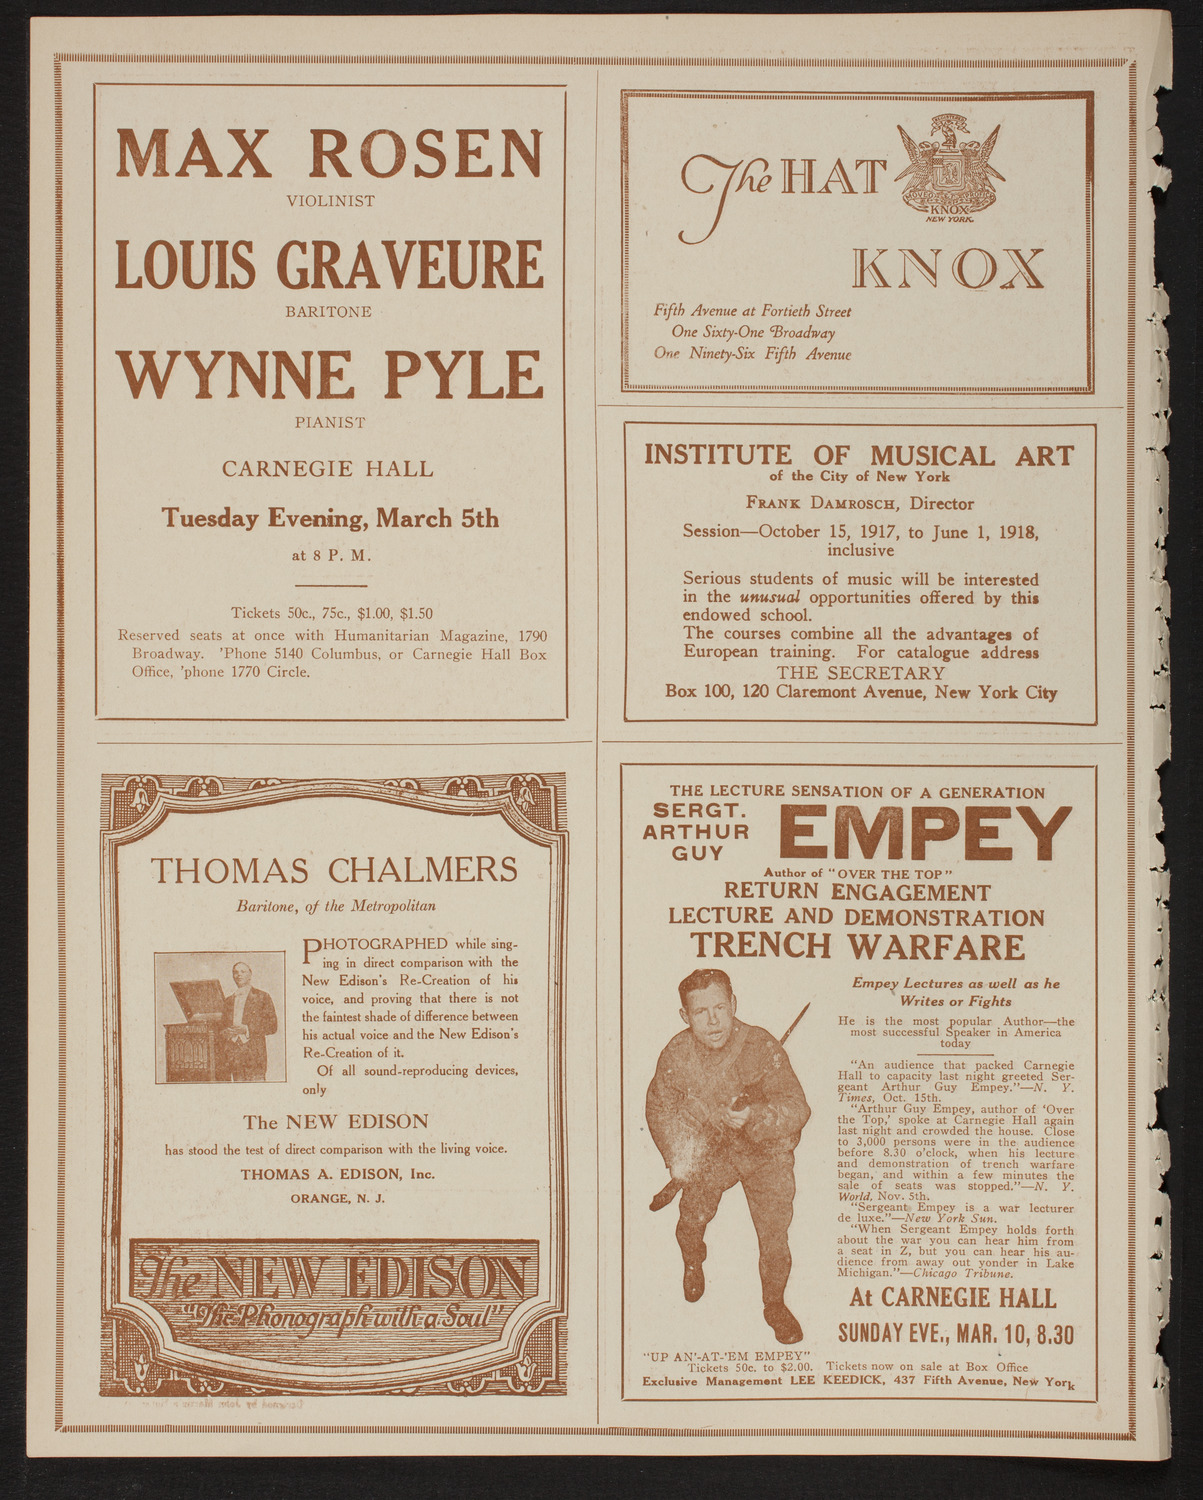 MAX ROSEN
VIOLINIST
LOUIS GRAVEURE
BARITONE
WYNNE PYLE
PIANIST
CARNEGIE HALL
Tuesday Evening, March 5th
at 8 P. M.
Tickets 50c., 75c., $1.00, $1.50
Reserved seats at once with Humanitarian Magazine, 1790
Broadway. 'Phone 5140 Columbus, or Carnegie Hall Box
Office, 'phone 1770 Circle.
The HAT
KNOX
NEW YORK.
KNOX
Fifth Avenue at Fortieth Street
One Sixty-One Broadway
One Ninety-Six Fifth Avenue
INSTITUTE OF MUSICAL ART
of the City of New York
FRANK DAMROSCH, Director
Session—October 15, 1917, to June 1, 1918,
inclusive
Serious students of music will be interested
in the unusual opportunities offered by this
endowed school.
The courses combine all the advantages of
European training. For catalogue address
THE SECRETARY
Box 100, 120 Claremont Avenue, New York City
THOMAS CHALMERS
Baritone, of the Metropolitan
PHOTOGRAPHED while sing-
ing in direct comparison with the
New Edison's Re-Creation of his
voice, and proving that there is not
the faintest shade of difference between
his actual voice and the New Edison's
Re-Creation of it.
Of all sound-reproducing devices,
only
The NEW EDISON
has stood the test of direct comparison with the living voice.
THOMAS A. EDISON, Inc.
ORANGE, N. J.
The NEW EDISON
"The Phonograph with a Soul"
THE LECTURE SENSATION OF A GENERATION
SERGT.
ARTHUR
GUY
EMPEY
Author of "OVER THE TOP"
RETURN ENGAGEMENT
LECTURE AND DEMONSTRATION
TRENCH WARFARE
Empey Lectures as well as he
Writes or Fights
He is the most popular Author—the
most successful Speaker in America
today
"An audience that packed Carnegie
Hall to capacity last night greeted Ser-
geant Arthur Guy Empey."—N. Y.
Times, Oct. 15th.
"Arthur Guy Empey, author of 'Over
the Top,' spoke at Carnegie Hall again
last night and crowded the house. Close
to 3,000 persons were in the audience
before 8.30 o'clock, when his lecture
and demonstration of trench warfare
began, and within a few minutes the
sale of seats was stopped."—N. Y.
World, Nov. 5th.
"Sergeant Empey is a war lecturer
de luxe."—New York Sun.
"When Sergeant Empey holds forth
about the war you can hear him from
a seat in Z, but you can hear his au-
dience from away out yonder in Lake
Michigan."—Chicago Tribune.
At CARNEGIE HALL
SUNDAY EVE., MAR. 10, 8.30
"UP AN'-AT-'EM EMPEY"
Tickets 50c. to $2.00. Tickets now on sale at Box Office
Exclusive Management LEE KEEDICK, 437 Fifth Avenue, New York